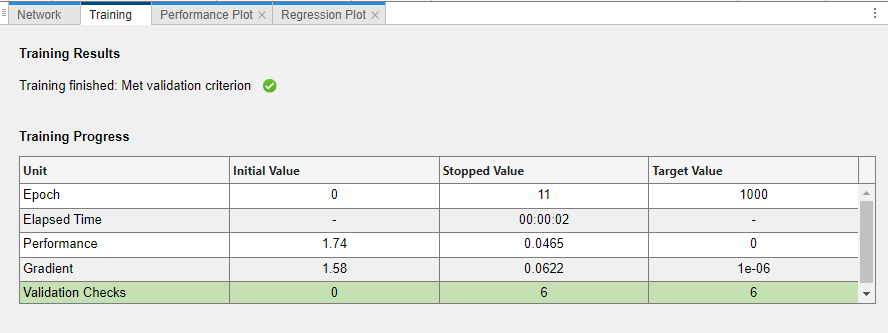 Network Training Performance Plot Regression Plot
Training Results
Training finished: Met validation criterion
Training Progress
Unit Initial Value Stopped Value Target Value
Epoch 0 11 1000
Elapsed Time - 00:00:02 -
Performance 1.74 0.0465 0
Gradient 1.58 0.0622 1e-06
Validation Checks 0 6 6